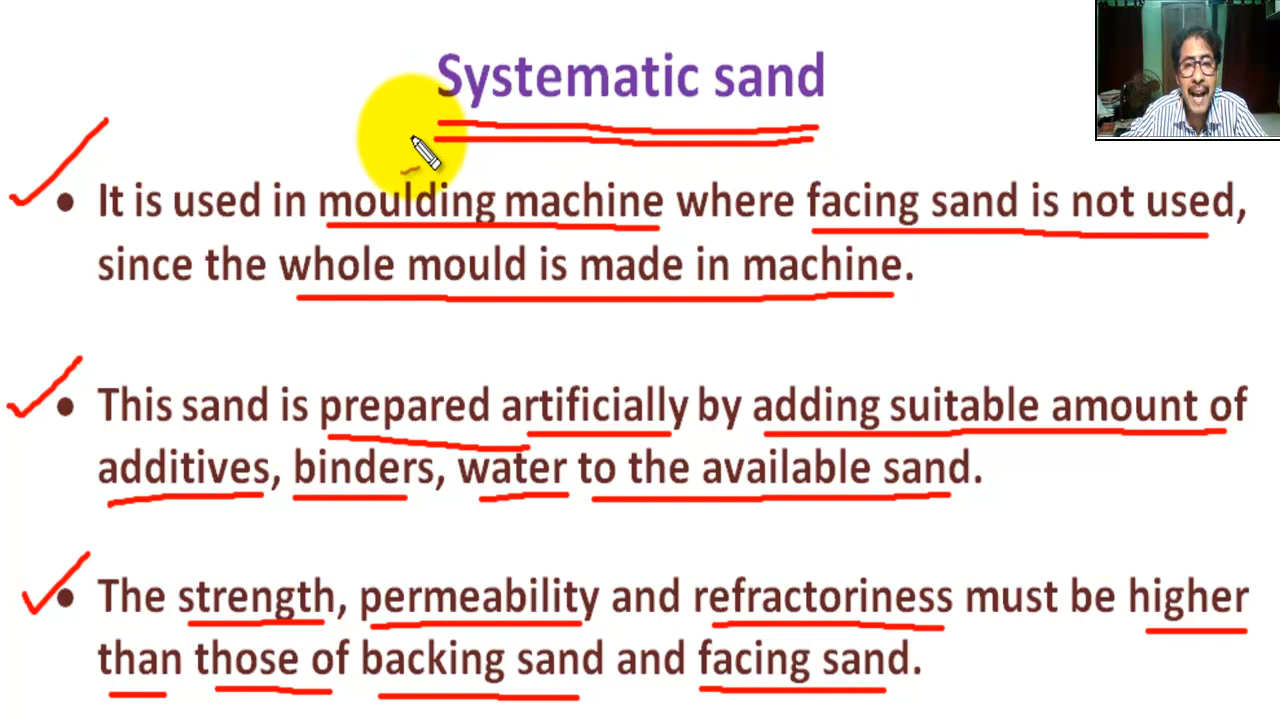 Systematic sand
• It is used in moulding machine where facing sand is not used,
since the whole mould is made in machine.
• This sand is prepared artificially by adding suitable amount of
additives, binders, water to the available sand.
• The strength, permeability and refractoriness must be higher
than those of backing sand and facing sand.